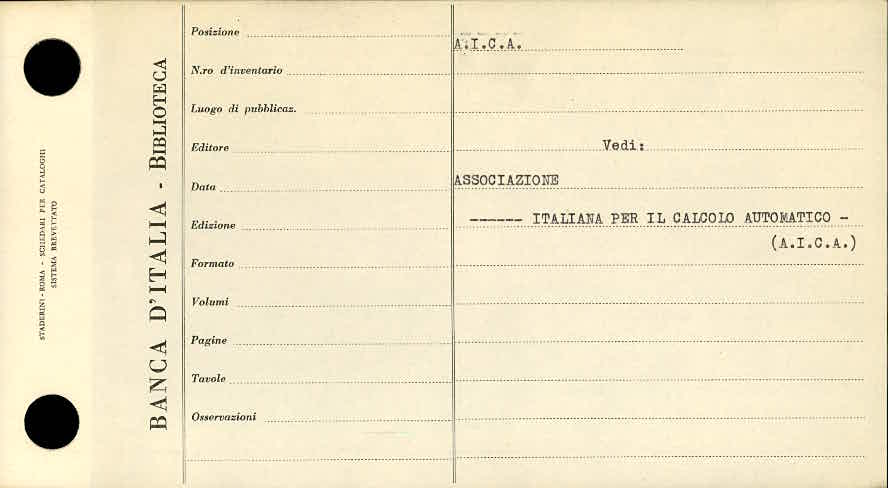 STADERINI - ROMA - SCHEDARI PER CATALOGHI
SISTEMA BREVETTATO
BANCA D'ITALIA - BIBLIOTECA
Posizione
N.ro d'inventario
Luogo di pubblicaz.
Editore
Data
Edizione
Formato
Volumi
Pagine
Tavole
Osservazioni
A.I.C.A.
Vedi:
ASSOCIAZIONE
------ ITALIANA PER IL CALCOLO AUTOMATICO -
(A.I.C.A.)